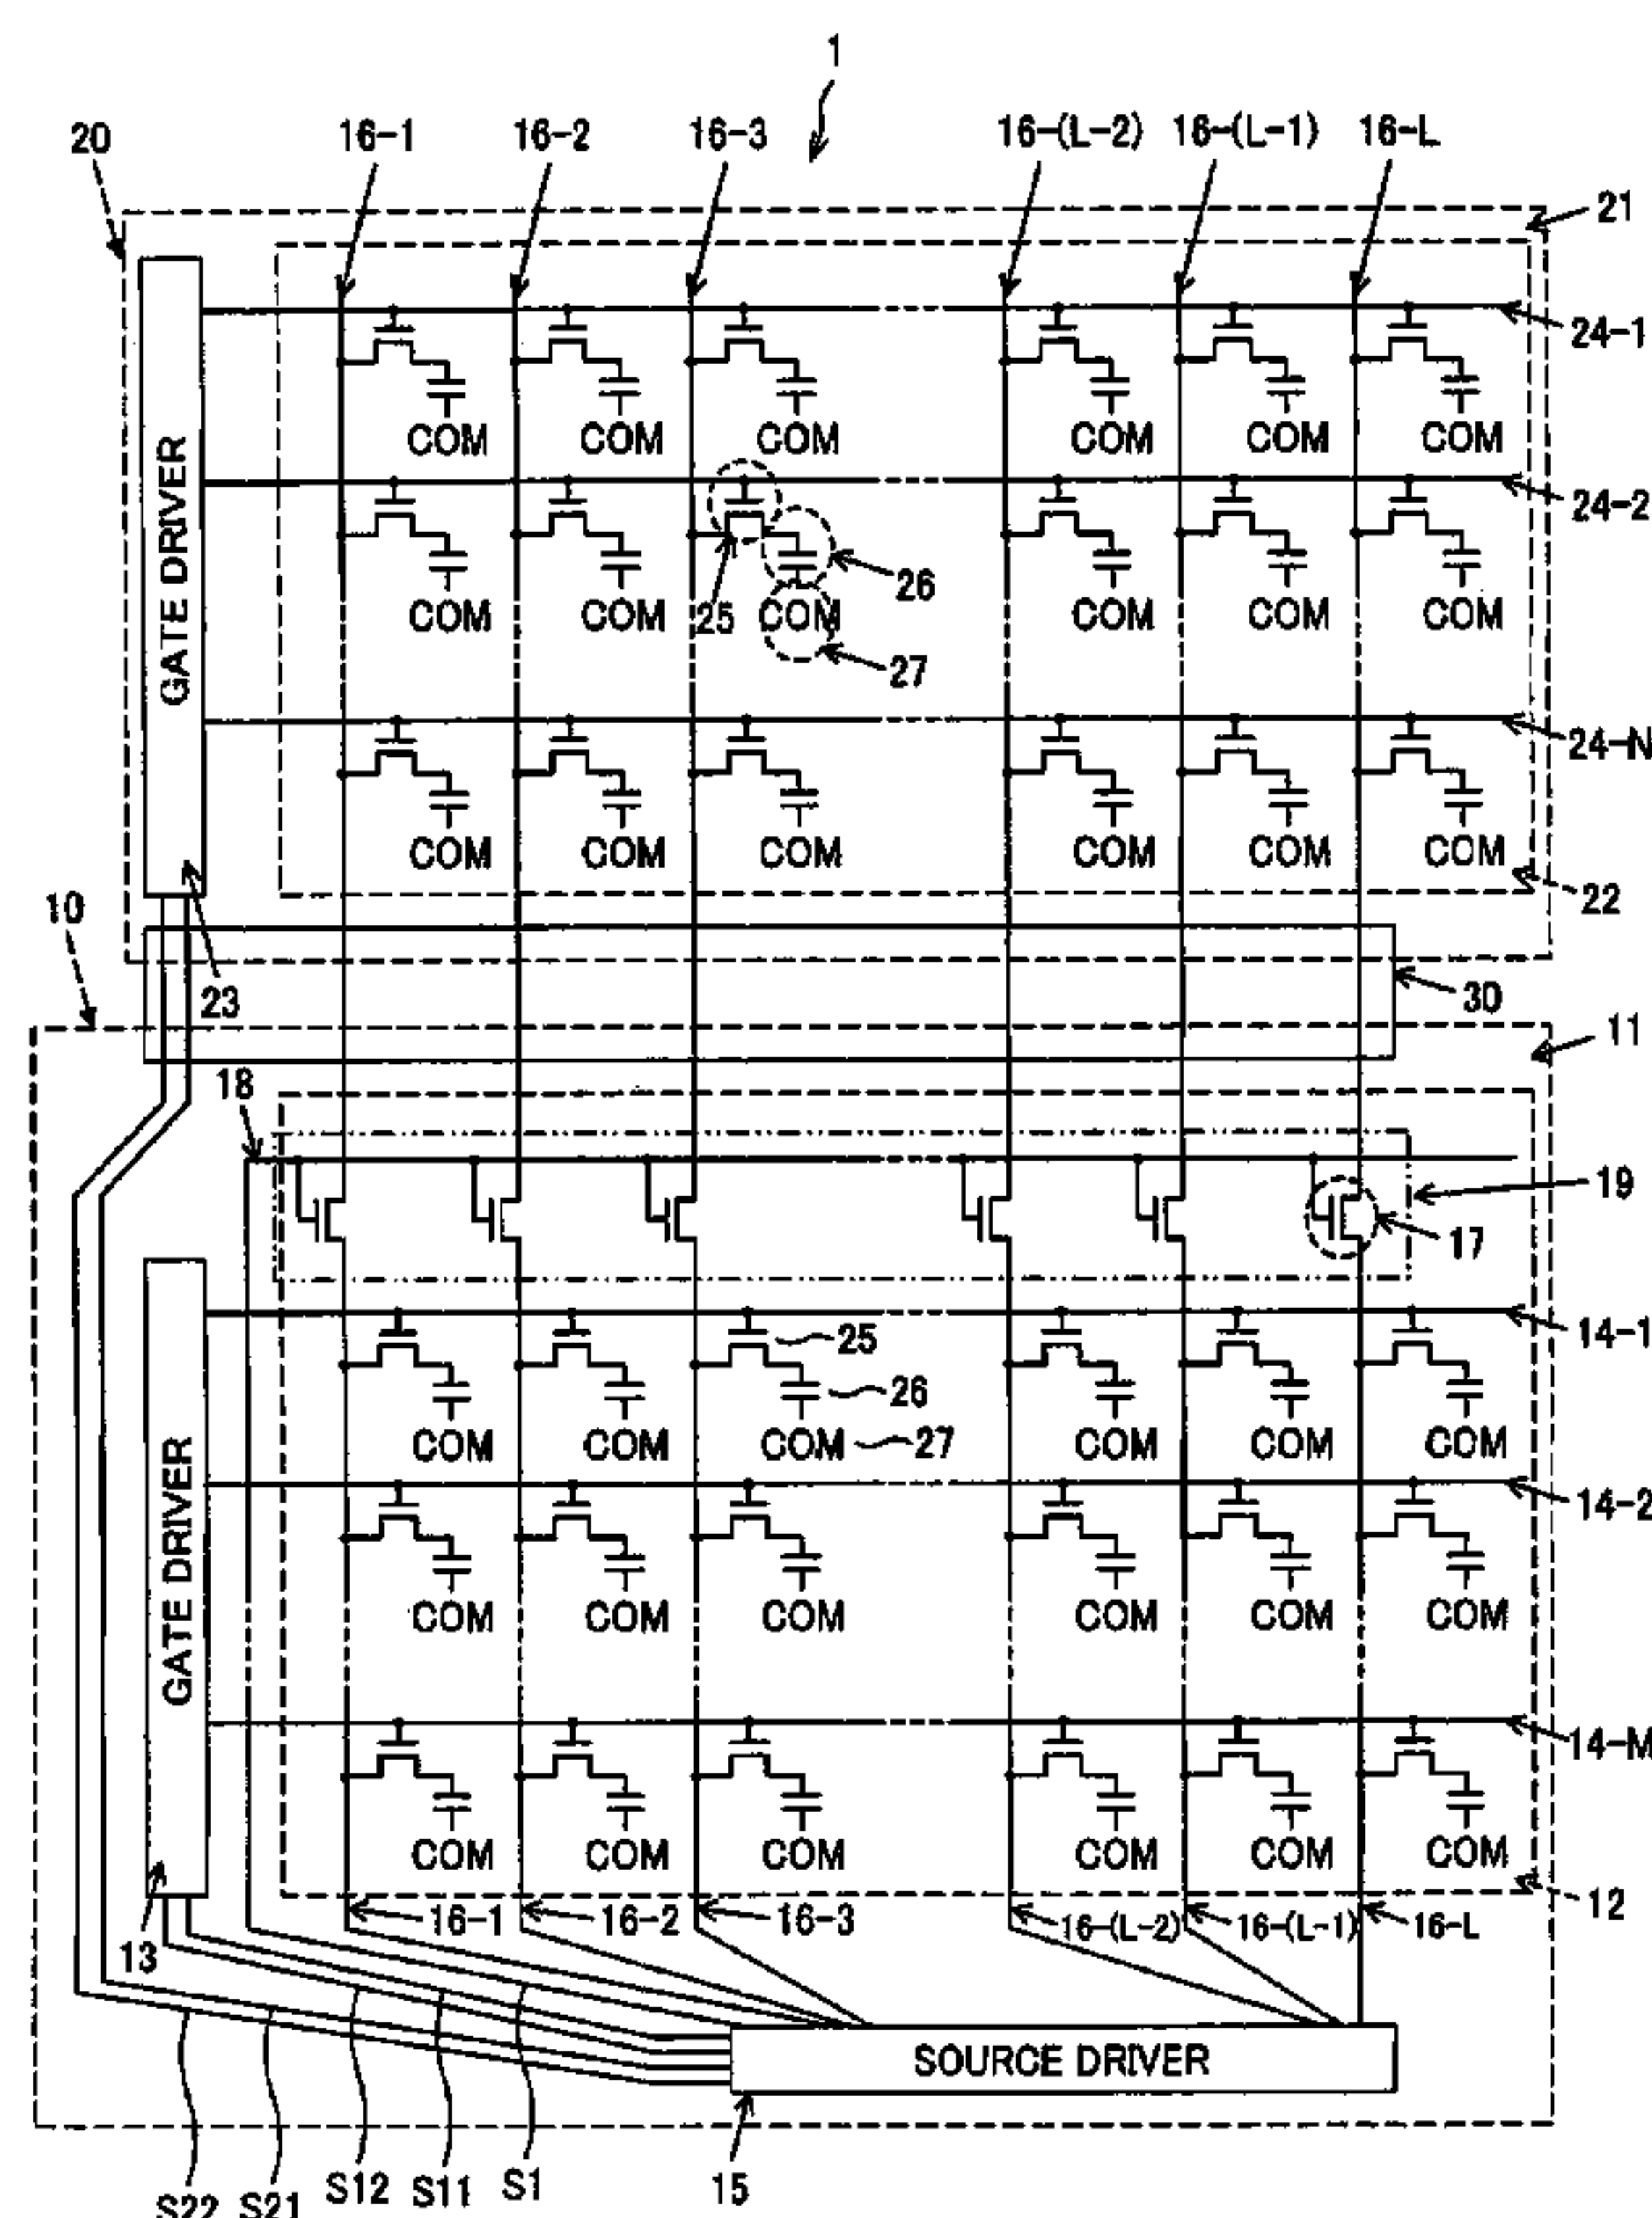 1
20 16-1 16-2 16-3 16-(L-2) 16-(L-1) 16-L
21
24-1
COM COM COM COM COM COM
24-2
GATE DRIVER
25 26
COM COM COM COM COM COM
27
24-N
COM COM COM COM COM COM
22
10
23
30
11
18
19
17
14-1
25
26
COM COM COM 27 COM COM COM
14-2
GATE DRIVER
COM COM COM COM COM COM
14-M
COM COM COM COM COM COM
12
13 16-1 16-2 16-3 16-(L-2) 16-(L-1) 16-L
SOURCE DRIVER
S22 S21 S12 S11 S1 15